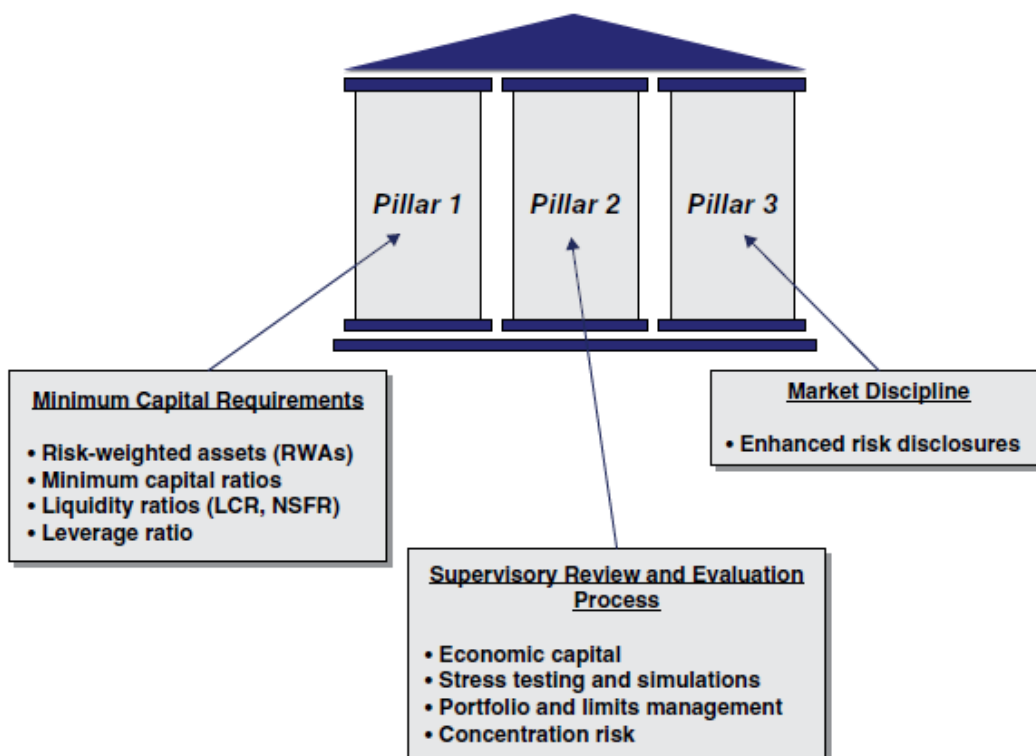 Pillar 1
Pillar 2
Pillar 3
Minimum Capital Requirements
• Risk-weighted assets (RWAs)
• Minimum capital ratios
• Liquidity ratios (LCR, NSFR)
• Leverage ratio
Supervisory Review and Evaluation
Process
• Economic capital
• Stress testing and simulations
• Portfolio and limits management
• Concentration risk
Market Discipline
• Enhanced risk disclosures